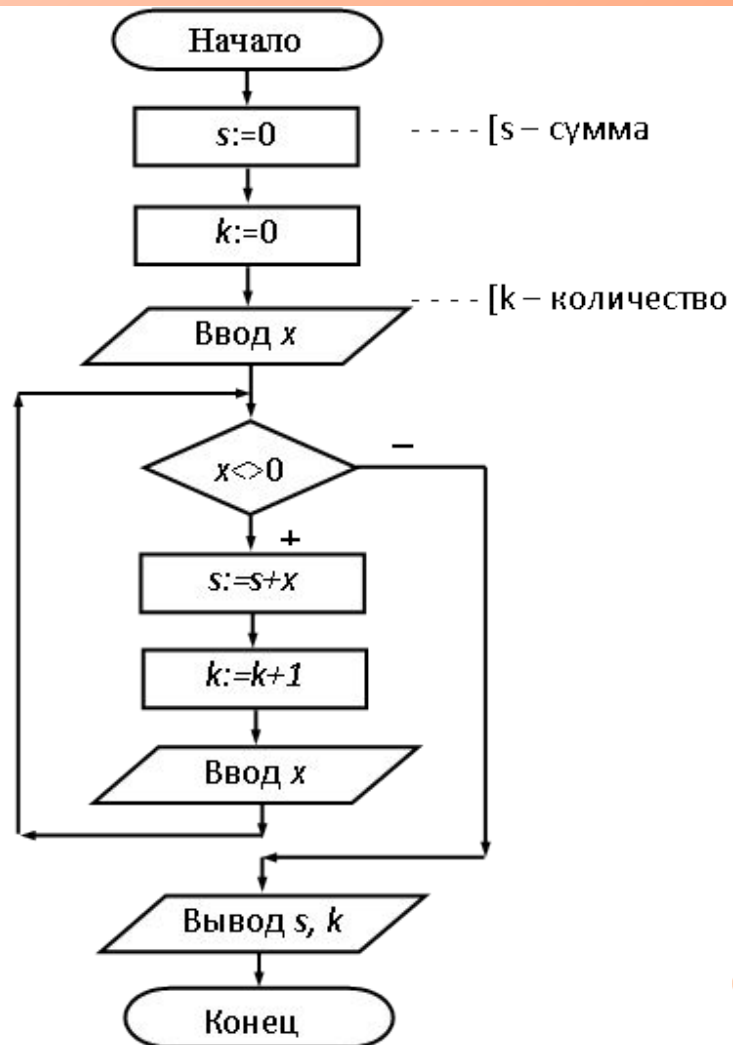 Начало
s:=0
[s – сумма
k:=0
[k – количество
Ввод x
x<>0
–
+
s:=s+x
k:=k+1
Ввод x
Вывод s, k
Конец